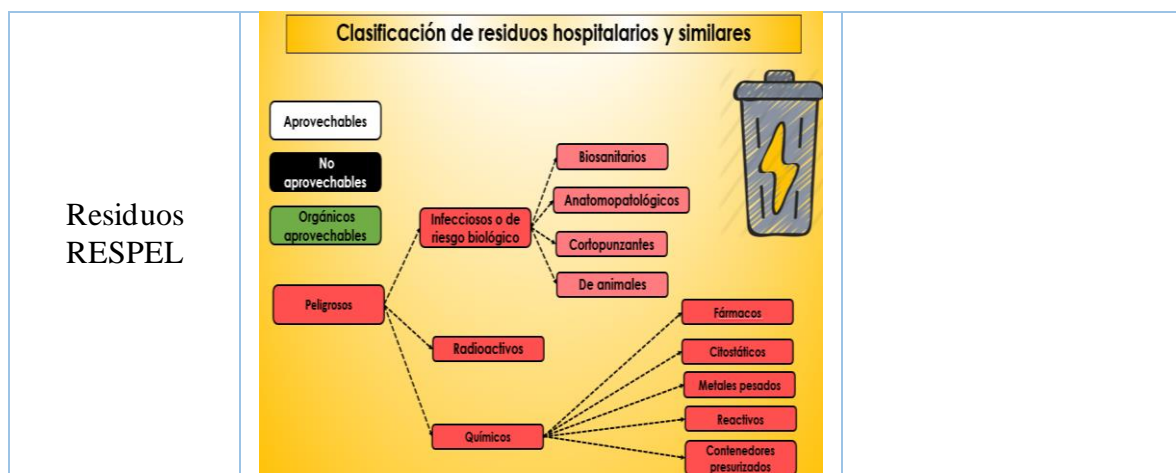 Residuos
RESPEL
Clasificación de residuos hospitalarios y similares
Aprovechables
No
aprovechables
Orgánicos
aprovechables
Peligrosos
Infecciosos o de
riesgo biológico
Radioactivos
Químicos
Biosanitarios
Anatomopatológicos
Cortopunzantes
De animales
Fármacos
Citostáticos
Metales pesados
Reactivos
Contenedores
presurizados